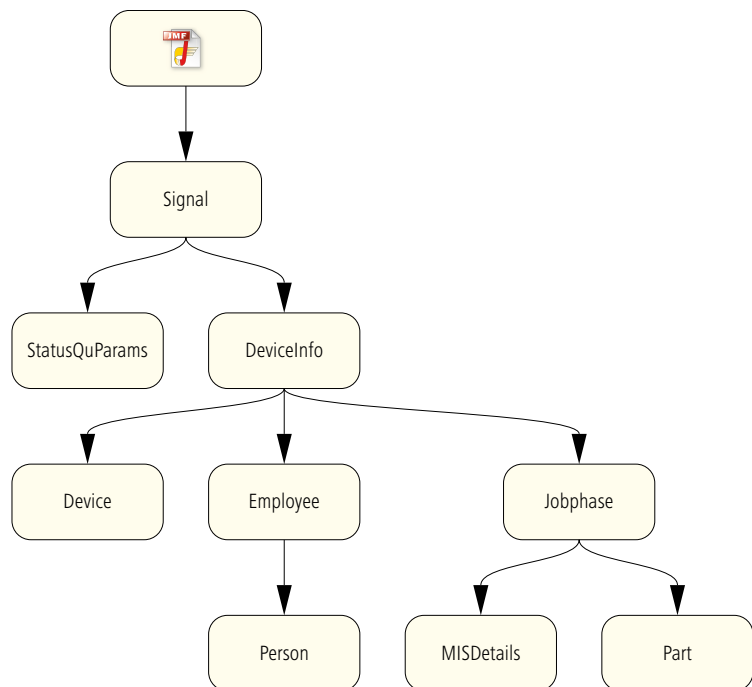 JMF
Signal
StatusQuParams
DeviceInfo
Device
Employee
Jobphase
Person
MISDetails
Part